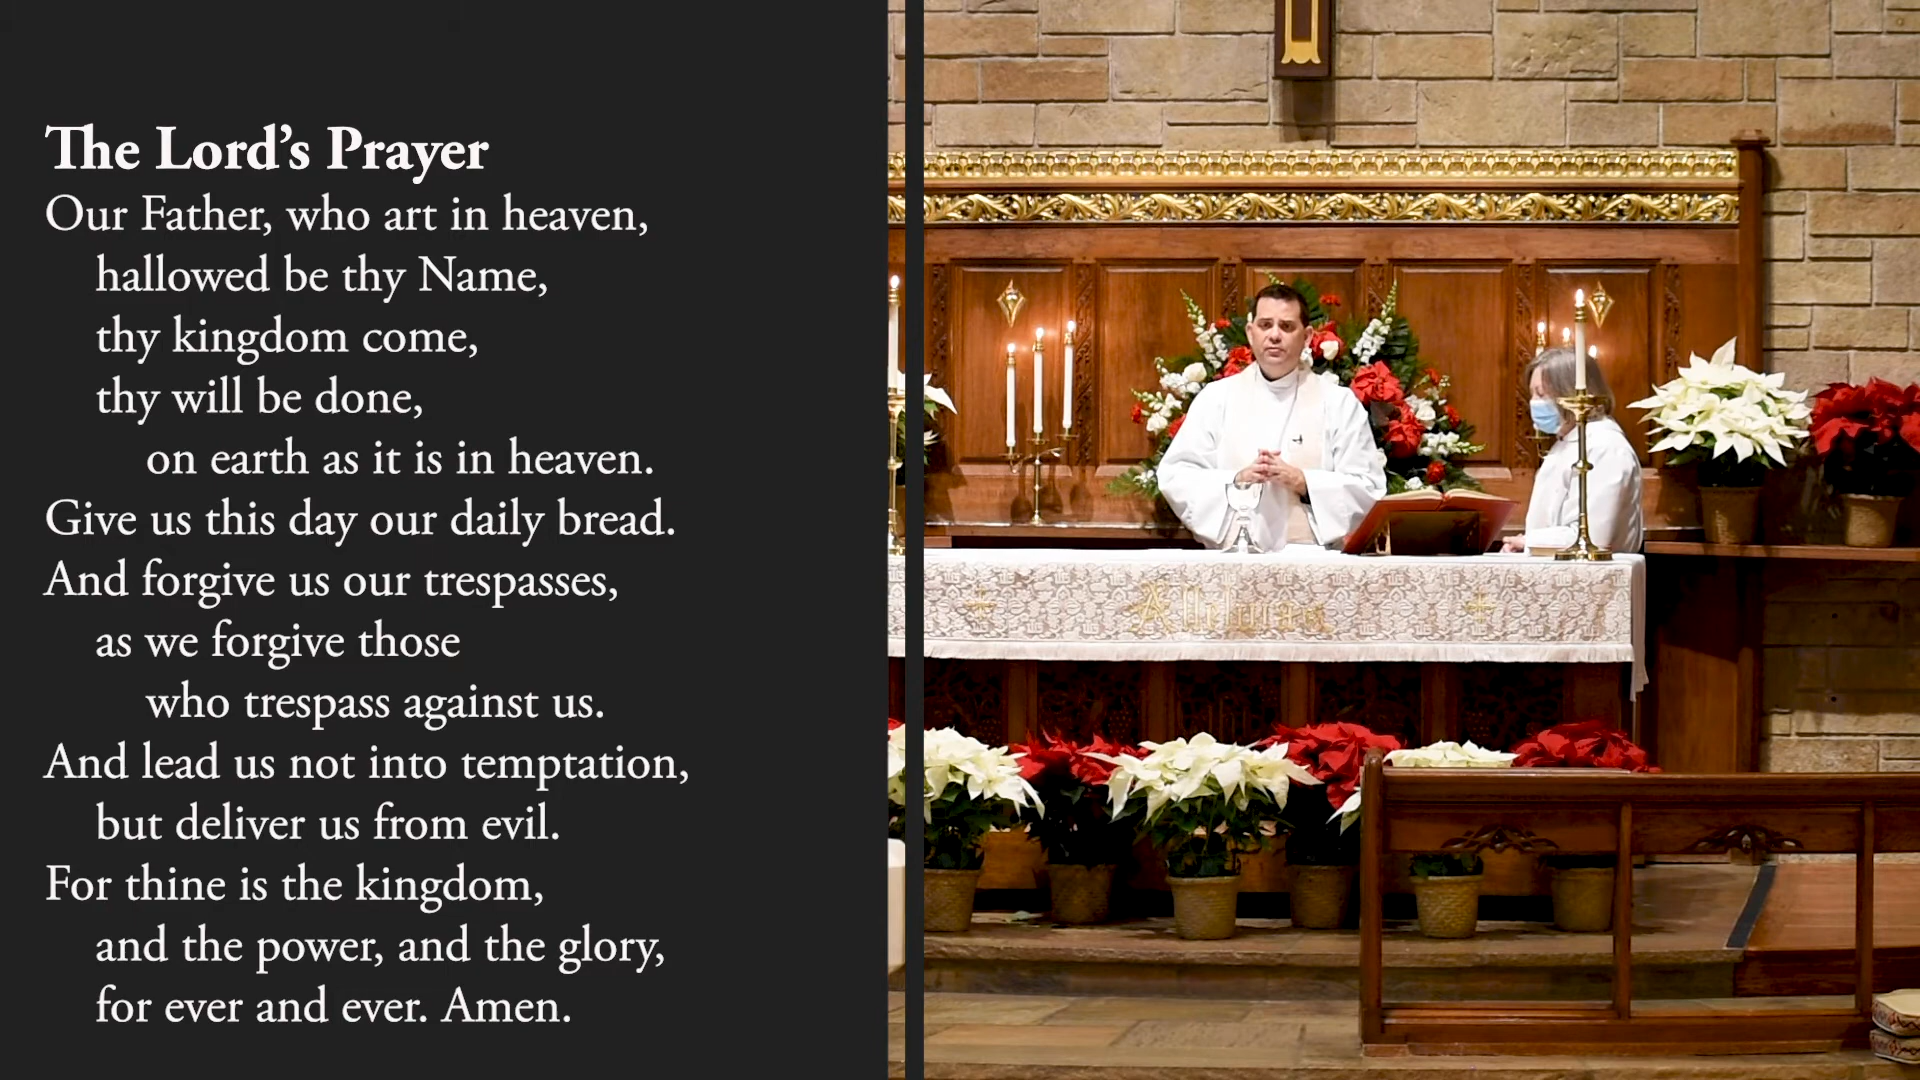 The Lord's Prayer
Our Father, who art in heaven,
hallowed be thy Name,
thy kingdom come,
thy will be done,
on earth as it is in heaven.
Give us this day our daily bread.
And forgive us our trespasses,
as we forgive those
who trespass against us.
And lead us not into temptation,
but deliver us from evil.
For thine is the kingdom,
and the power, and the glory,
for ever and ever. Amen.
Alleluias